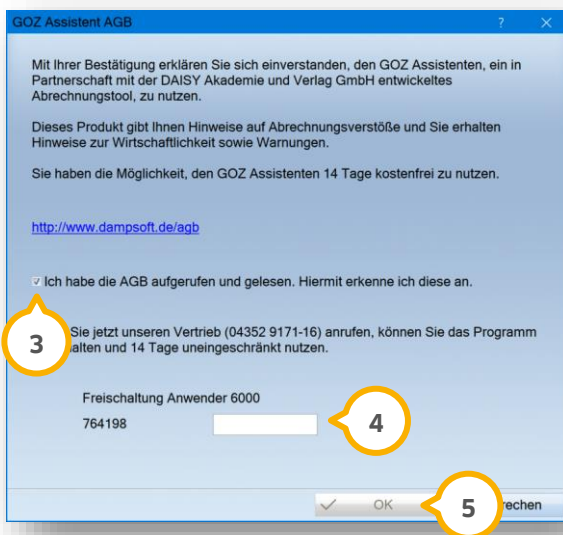 GOZ Assistent AGB
Mit Ihrer Bestätigung erklären Sie sich einverstanden, den GOZ Assistenten, ein in
Partnerschaft mit der DAISY Akademie und Verlag GmbH entwickeltes
Abrechnungstool, zu nutzen.
Dieses Produkt gibt Ihnen Hinweise auf Abrechnungsverstöße und Sie erhalten
Hinweise zur Wirtschaftlichkeit sowie Warnungen.
Sie haben die Möglichkeit, den GOZ Assistenten 14 Tage kostenfrei zu nutzen.
http://www.dampsoft.de/agb
Ich habe die AGB aufgerufen und gelesen. Hiermit erkenne ich diese an.
3
Sie jetzt unseren Vertrieb (04352 9171-16) anrufen, können Sie das Programm
alten und 14 Tage uneingeschränkt nutzen.
Freischaltung Anwender 6000
764198
4
OK
5
rechen